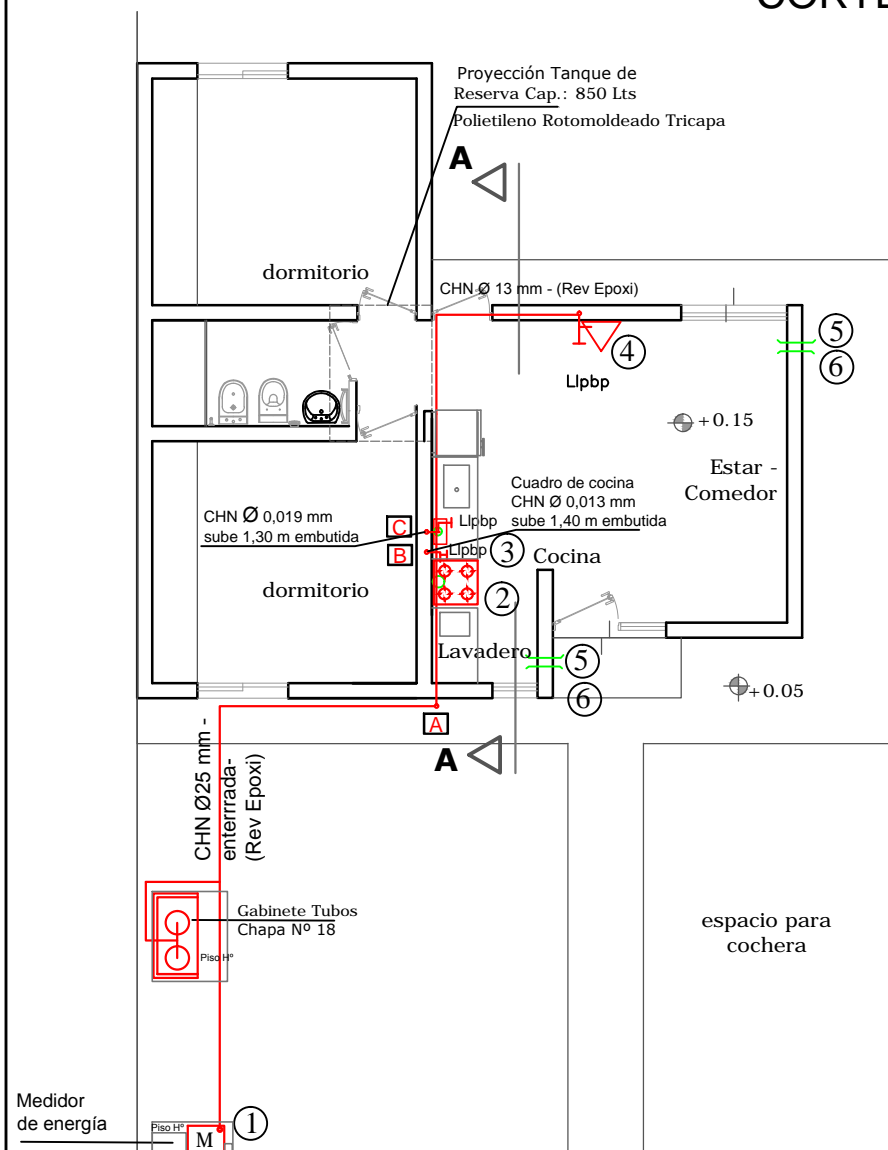 Proyección Tanque de
Reserva Cap.: 850 Lts
Polietileno Rotomoldeado Tricapa
A
dormitorio
CHN Ø 13 mm - (Rev Epoxi)
4
5
6
Llpbp
+0.15
Estar -
Comedor
Cuadro de cocina
CHN Ø 0,013 mm
sube 1,40 m embutida
CHN Ø 0,019 mm
sube 1,30 m embutida
C
Llpbp
B
Llpbp
3
Cocina
dormitorio
2
Lavadero
5
6
+0.05
A
A
CHN Ø25 mm -
enterrrada-
(Rev Epoxi)
Gabinete Tubos
Chapa Nº 18
Piso Hº
espacio para
cochera
Medidor
de energía
Piso Hº
M
1